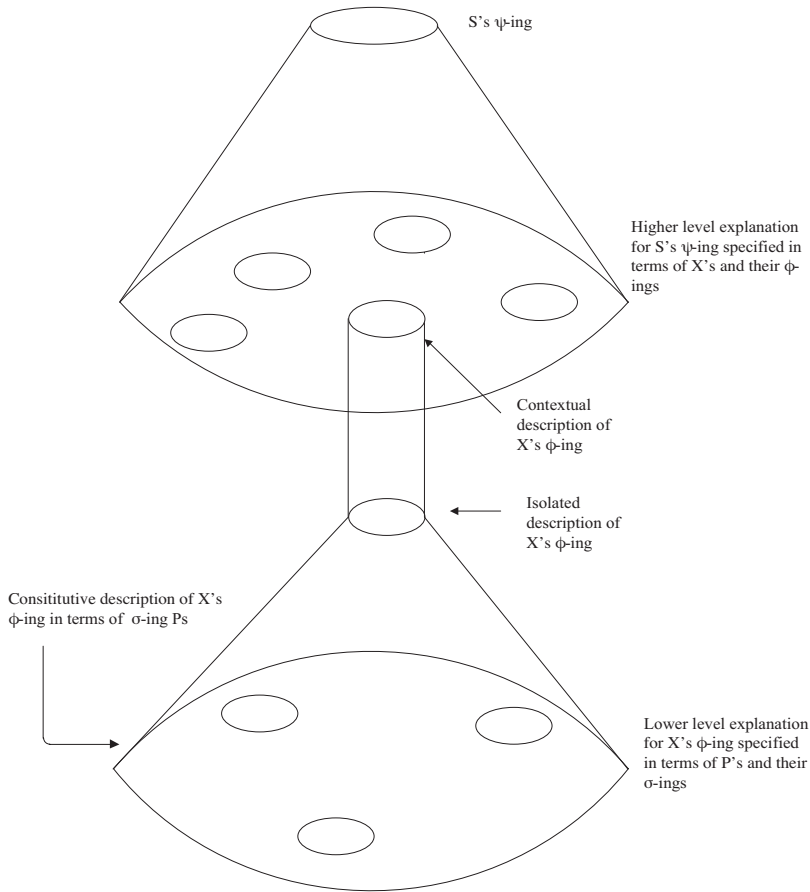 S's ψ-ing
Higher level explanation
for S's ψ-ing specified in
terms of X's and their ϕ-
ings
Contextual
description of
X's ϕ-ing
Isolated
description of
X's ϕ-ing
Consititutive description of X's
ϕ-ing in terms of σ-ing Ps
Lower level explanation
for X's ϕ-ing specified
in terms of P's and their
σ-ings